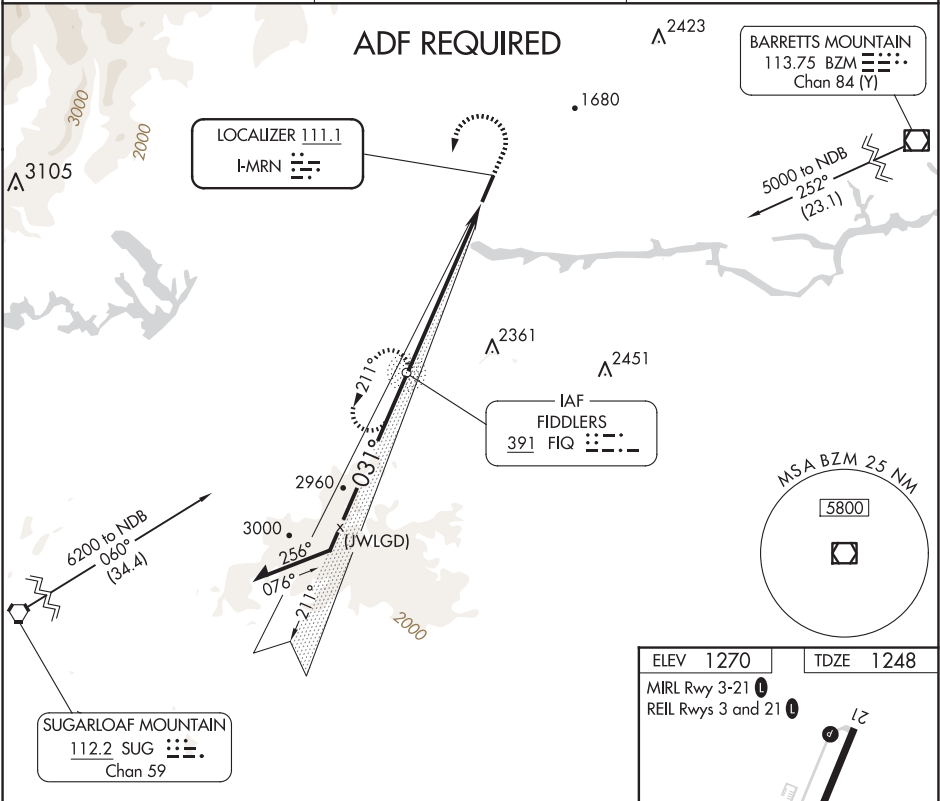 ADF REQUIRED
2423
BARRETTS MOUNTAIN
113.75 BZM
Chan 84 (Y)
1680
3000
2000
LOCALIZER 111.1
I-MRN
3105
5000 to NDB
252°
(23.1)
2361
2451
211°
IAF
FIDDLERS
391 FIQ
031°
2960
MSA BZM 25 NM
5800
6200 to NDB
060°
(34.4)
3000
(JWLGD)
256°
076°
211°
2000
ELEV 1270
TDZE 1248
MIRL Rwy 3-21 L
REIL Rwys 3 and 21 L
21
P
SUGARLOAF MOUNTAIN
112.2 SUG
Chan 59